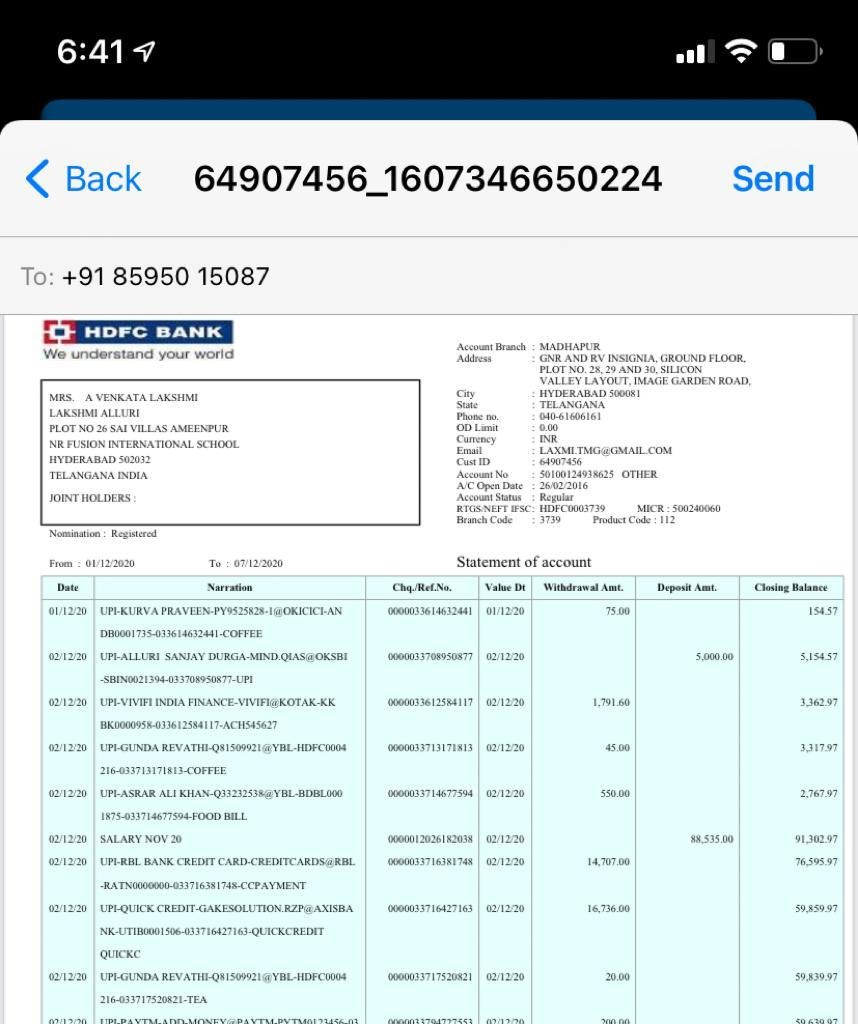 6:41
Back 64907456_1607346650224 Send
To: +91 85950 15087
HDFC BANK
We understand your world
MRS. A VENKATA LAKSHMI
LAKSHMI ALLURI
PLOT NO 26 SAI VILLAS AMEENPUR
NR FUSION INTERNATIONAL SCHOOL
HYDERABAD 502032
TELANGANA INDIA
JOINT HOLDERS :
Nomination : Registered
Account Branch : MADHAPUR
Address : GNR AND RV INSIGNIA, GROUND FLOOR,
PLOT NO. 28, 29 AND 30, SILICON
VALLEY LAYOUT, IMAGE GARDEN ROAD,
City : HYDERABAD 500081
State : TELANGANA
Phone no. : 040-61606161
OD Limit : 0.00
Currency : INR
Email : LAXMI.TMG@GMAIL.COM
Cust ID : 64907456
Account No : 50100124938625 OTHER
A/C Open Date : 26/02/2016
Account Status : Regular
RTGS/NEFT IFSC: HDFC0003739 MICR : 500240060
Branch Code : 3739 Product Code : 112
From : 01/12/2020 To : 07/12/2020 Statement of account
Date Narration Chq./Ref.No. Value Dt Withdrawal Amt. Deposit Amt. Closing Balance
01/12/20 UPI-KURVA PRAVEEN-PY9525828-1@OKICICI-AN 0000033614632441 01/12/20 75.00 154.57
DB0001735-033614632441-COFFEE
02/12/20 UPI-ALLURI SANJAY DURGA-MIND.QIAS@OKSBI 0000033708950877 02/12/20 5,000.00 5,154.57
-SBIN0021394-033708950877-UPI
02/12/20 UPI-VIVIFI INDIA FINANCE-VIVIFI@KOTAK-KK 0000033612584117 02/12/20 1,791.60 3,362.97
BK0000958-033612584117-ACH545627
02/12/20 UPI-GUNDA REVATHI-Q81509921@YBL-HDFC0004 0000033713171813 02/12/20 45.00 3,317.97
216-033713171813-COFFEE
02/12/20 UPI-ASRAR ALI KHAN-Q33232538@YBL-BDBL000 0000033714677594 02/12/20 550.00 2,767.97
1875-033714677594-FOOD BILL
02/12/20 SALARY NOV 20 0000012026182038 02/12/20 88,535.00 91,302.97
02/12/20 UPI-RBL BANK CREDIT CARD-CREDITCARDS@RBL 0000033716381748 02/12/20 14,707.00 76,595.97
-RATN0000000-033716381748-CCPAYMENT
02/12/20 UPI-QUICK CREDIT-GAKESOLUTION.RZP@AXISBA 0000033716427163 02/12/20 16,736.00 59,859.97
NK-UTIB0001506-033716427163-QUICKCREDIT
QUICKC
02/12/20 UPI-GUNDA REVATHI-Q81509921@YBL-HDFC0004 0000033717520821 02/12/20 20.00 59,839.97
216-033717520821-TEA
02/12/20 UPI-PAYTM-ADD-MONEY@PAYTM-PYTM0123456-03 0000033794727553 02/12/20 200.00 59,639.97